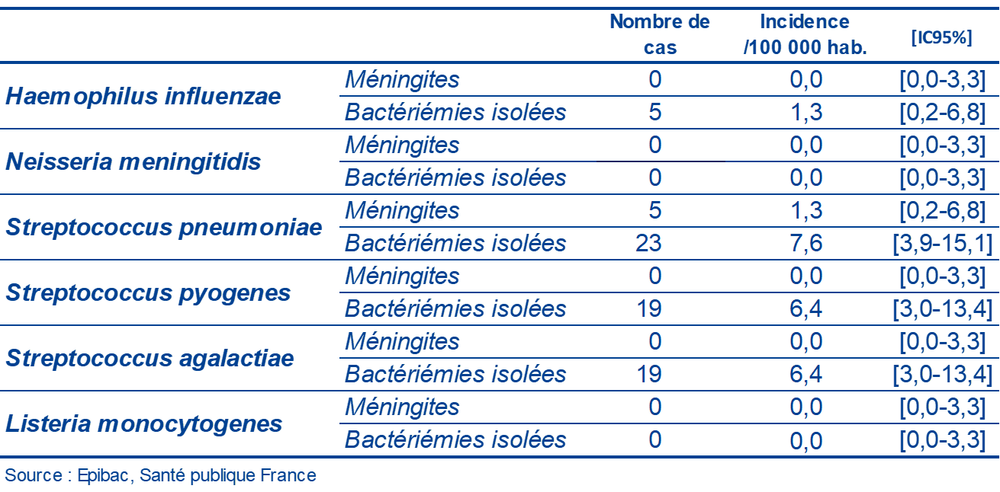 Nombre de cas Incidence /100 000 hab. [IC95%]
Haemophilus influenzae Méningites 0 0,0 [0,0-3,3]
Bactériémies isolées 5 1,3 [0,2-6,8]
Neisseria meningitidis Méningites 0 0,0 [0,0-3,3]
Bactériémies isolées 0 0,0 [0,0-3,3]
Streptococcus pneumoniae Méningites 5 1,3 [0,2-6,8]
Bactériémies isolées 23 7,6 [3,9-15,1]
Streptococcus pyogenes Méningites 0 0,0 [0,0-3,3]
Bactériémies isolées 19 6,4 [3,0-13,4]
Streptococcus agalactiae Méningites 0 0,0 [0,0-3,3]
Bactériémies isolées 19 6,4 [3,0-13,4]
Listeria monocytogenes Méningites 0 0,0 [0,0-3,3]
Bactériémies isolées 0 0,0 [0,0-3,3]
Source : Epibac, Santé publique France